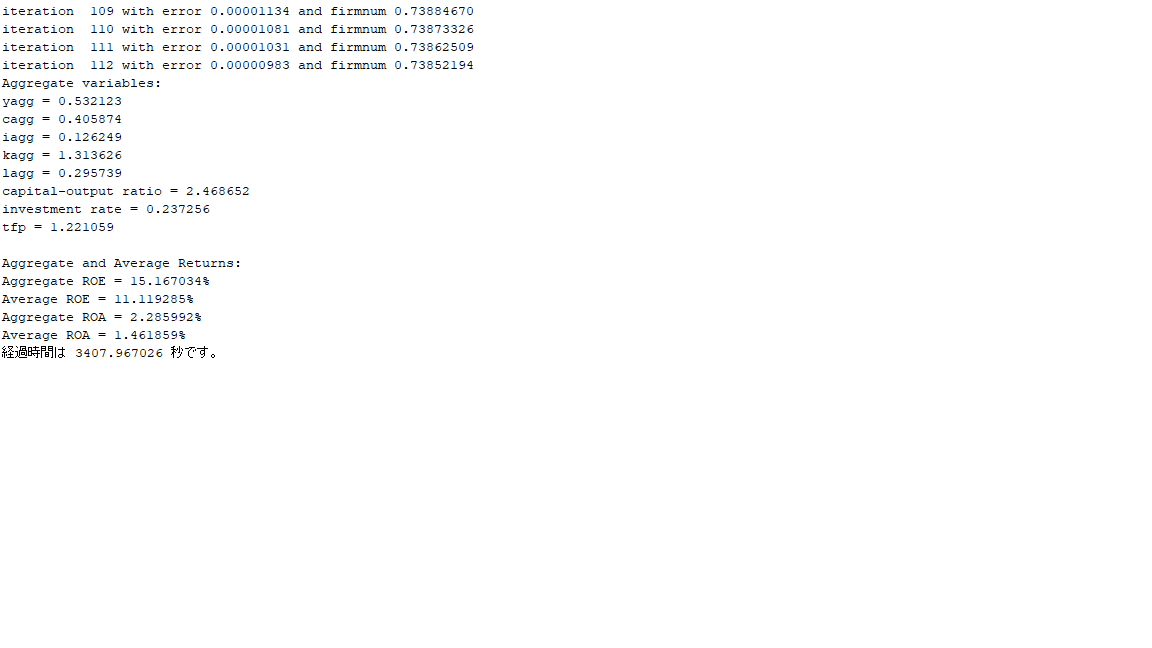 iteration  109 with error 0.00001134 and firmnum 0.73884670
iteration  110 with error 0.00001081 and firmnum 0.73873326
iteration  111 with error 0.00001031 and firmnum 0.73862509
iteration  112 with error 0.00000983 and firmnum 0.73852194
Aggregate variables:
yagg = 0.532123
cagg = 0.405874
iagg = 0.126249
kagg = 1.313626
lagg = 0.295739
capital-output ratio = 2.468652
investment rate = 0.237256
tfp = 1.221059
Aggregate and Average Returns:
Aggregate ROE = 15.167034%
Average ROE = 11.119285%
Aggregate ROA = 2.285992%
Average ROA = 1.461859%
経過時間は 3407.967026 秒です。